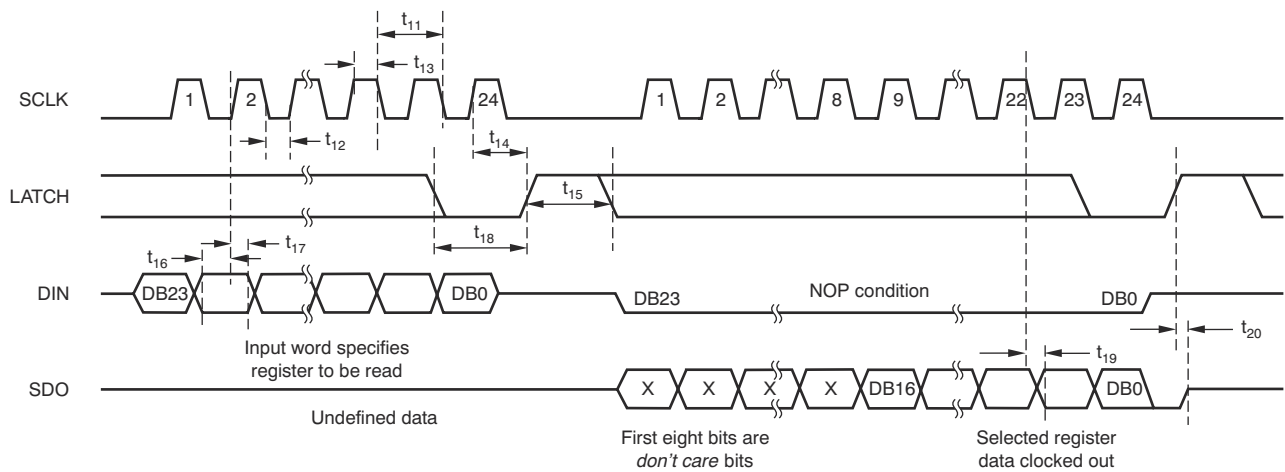 t11
t13
SCLK
1
2
24
1
2
8
9
22
23
24
t12
t14
LATCH
t15
t18
t16
t17
DIN
DB23
DB0
DB23
NOP condition
DB0
t20
Input word specifies
register to be read
t19
SDO
X
X
X
X
DB16
DB0
Undefined data
First eight bits are
don't care bits
Selected register
data clocked out